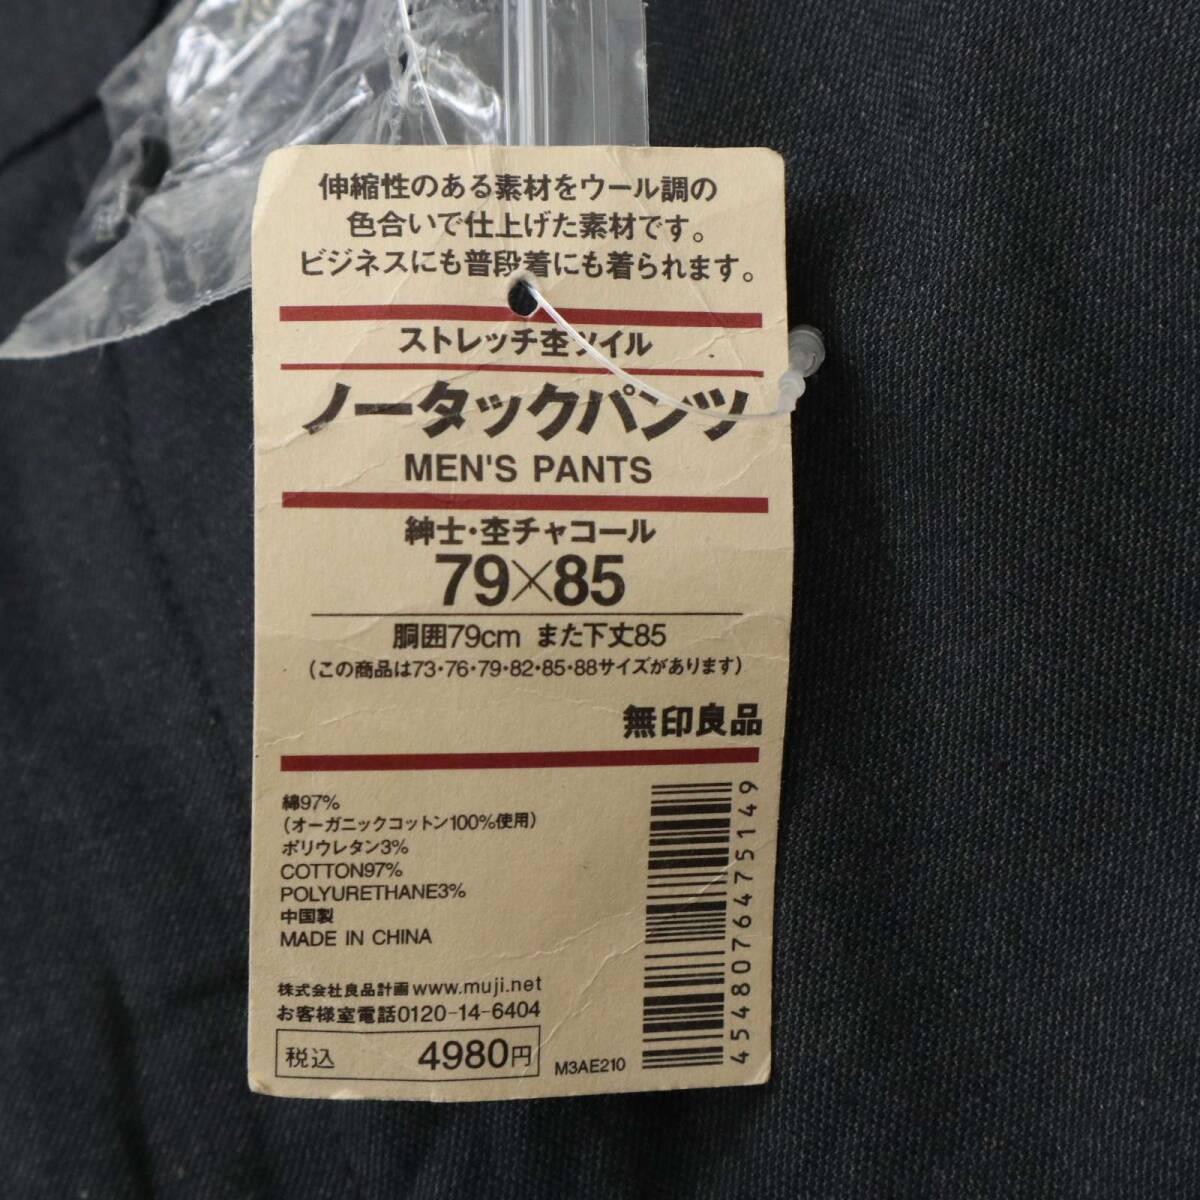 伸縮性のある素材をウール調の
色合いで仕上げた素材です。
ビジネスにも普段着にも着られます。
ストレッチ杢ツイル
ノータックパンツ
MEN'S PANTS
紳士・杢チャコール
79×85
胴囲79cm また下丈85
(この商品は73・76・79・82・85・88サイズがあります)
無印良品
綿97%
(オーガニックコットン100%使用)
ポリウレタン3%
COTTON97%
POLYURETHANE3%
中国製
MADE IN CHINA
株式会社良品計画 www.muji.net
お客様室電話0120-14-6404
税込 4980円
M3AE210
4548076475149